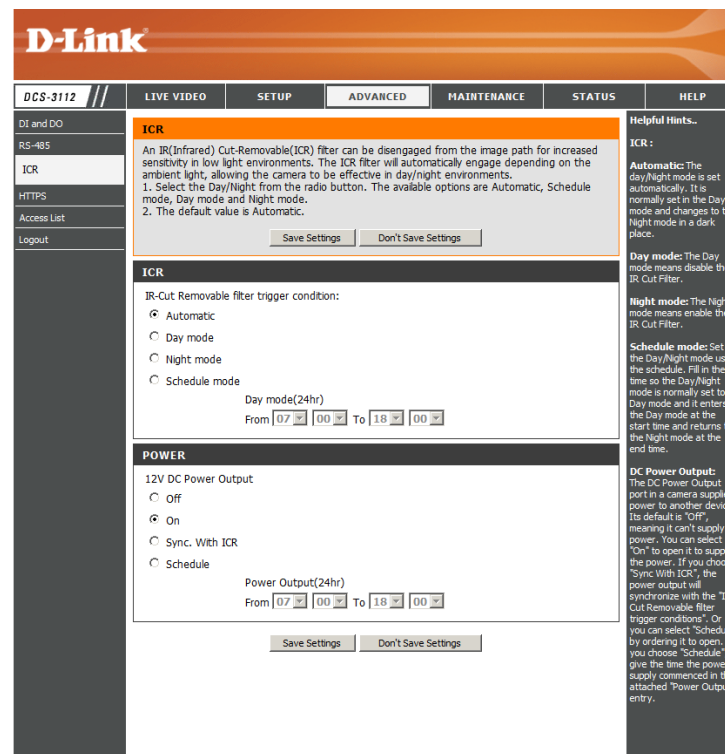 D-Link
DCS-3112
LIVE VIDEO
SETUP
ADVANCED
MAINTENANCE
STATUS
HELP
DI and DO
RS-485
ICR
HTTPS
Access List
Logout
ICR
An IR(Infrared) Cut-Removable(ICR) filter can be disengaged from the image path for increased
sensitivity in low light environments. The ICR filter will automatically engage depending on the
ambient light, allowing the camera to be effective in day/night environments.
1. Select the Day/Night from the radio button. The available options are Automatic, Schedule
mode, Day mode and Night mode.
2. The default value is Automatic.
Save Settings
Don't Save Settings
ICR
IR-Cut Removable filter trigger condition:
Automatic
Day mode
Night mode
Schedule mode
Day mode(24hr)
From 07 00 To 18 00
POWER
12V DC Power Output
Off
On
Sync. With ICR
Schedule
Power Output(24hr)
From 07 00 To 18 00
Save Settings
Don't Save Settings
Helpful Hints..
ICR :
Automatic: The
day/Night mode is set
automatically. It is
normally set in the Day
mode and changes to
Night mode in a dark
place.
Day mode: The Day
mode means disable
IR Cut Filter.
Night mode: The
mode means enable
IR Cut Filter.
Schedule mode: Set
the Day/Night mode
the schedule. Fill in the
time so the Day/Night
mode is normally set to
Day mode and it enters
the Day mode at the
start time and returns
the Night mode at the
end time.
DC Power Output:
The DC Power Output
port in a camera
power to another
Its default is "Off",
meaning it can't supply
power. You can select
"On" to open it to
the power. If you
"Sync With ICR", the
power output will
synchronize with the
Cut Removable filter
trigger conditions". Or
you can select
by ordering it to open.
you choose "Schedule"
give the time the
supply commenced in
attached "Power
entry.